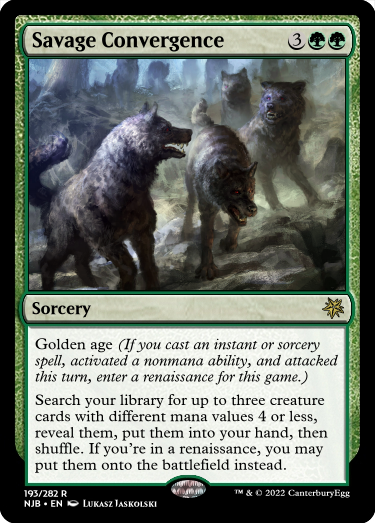 Savage Convergence 3
Sorcery
Golden age (If you cast an instant or sorcery
spell, activated a nonmana ability, and attacked
this turn, enter a renaissance for this game.)
Search your library for up to three creature
cards with different mana values 4 or less,
reveal them, put them into your hand, then
shuffle. If you're in a renaissance, you may
put them onto the battlefield instead.
193/282 R
NJB • EN Lukasz Jaskolski
™ & © 2022 CanterburyEgg